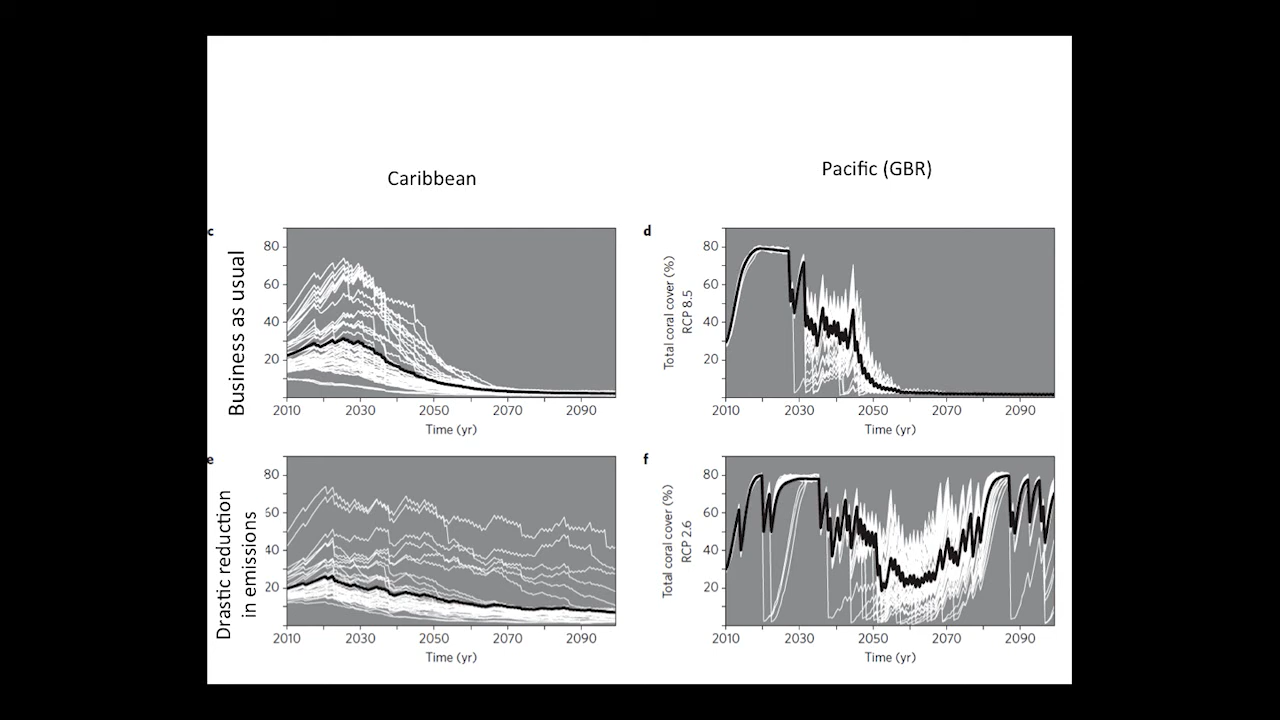 Caribbean
Pacific (GBR)
c
Business as usual
80
60
40
20
2010
2030
2050
2070
2090
Time (yr)
d
Total coral cover (%)
RCP 8.5
80
60
40
20
2010
2030
2050
2070
2090
Time (yr)
e
Drastic reduction
in emissions
80
60
40
20
2010
2030
2050
2070
2090
Time (yr)
f
Total coral cover (%)
RCP 2.6
80
60
40
20
2010
2030
2050
2070
2090
Time (yr)